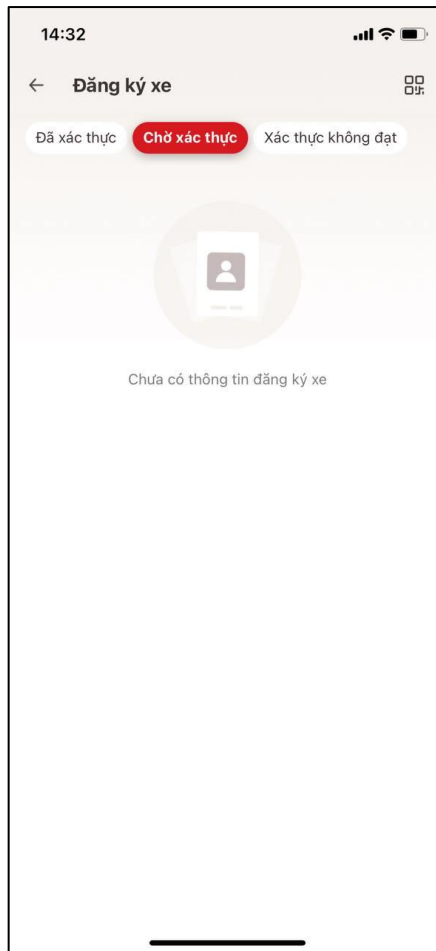 14:32
Đăng ký xe
Đã xác thực Chờ xác thực Xác thực không đạt
Chưa có thông tin đăng ký xe